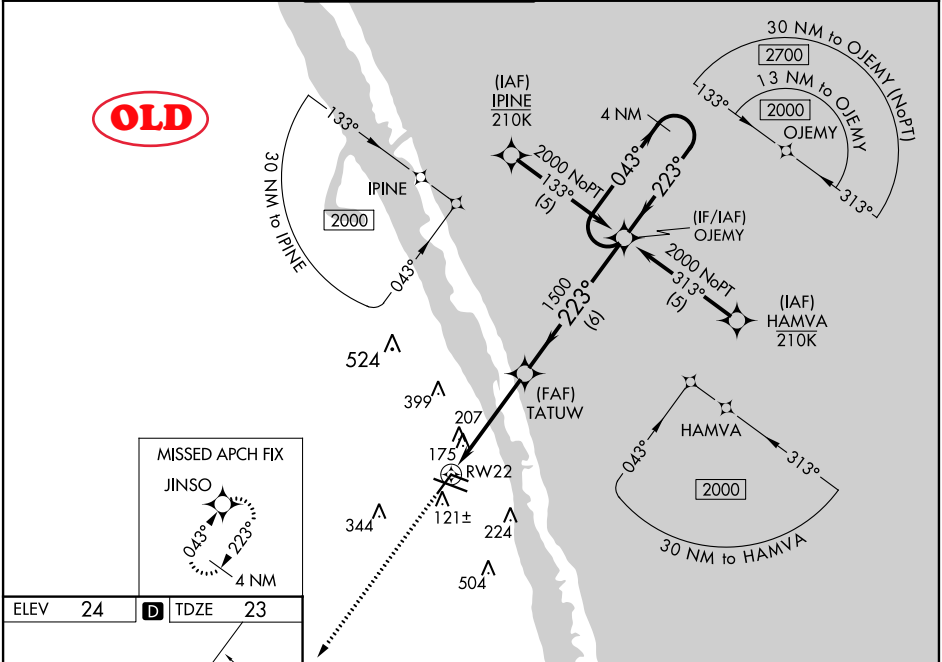 OLD
30 NM to OJEMY (NoPT)
2700
13 NM to OJEMY
2000
133°
OJEMY
313°
(IAF)
IPINE
210K
4 NM
133°
IPINE
2000
30 NM to IPINE
043°
2000 NoPT
133°
(5)
043°
223°
(IF/IAF)
OJEMY
2000 NoPT
313°
(5)
(IAF)
HAMVA
210K
1500
223°
(6)
524
399
(FAF)
TATUW
207
175
RW22
344
121±
224
504
HAMVA
043°
313°
2000
30 NM to HAMVA
MISSED APCH FIX
JINSO
043°
223°
4 NM
ELEV 24 D TDZE 23